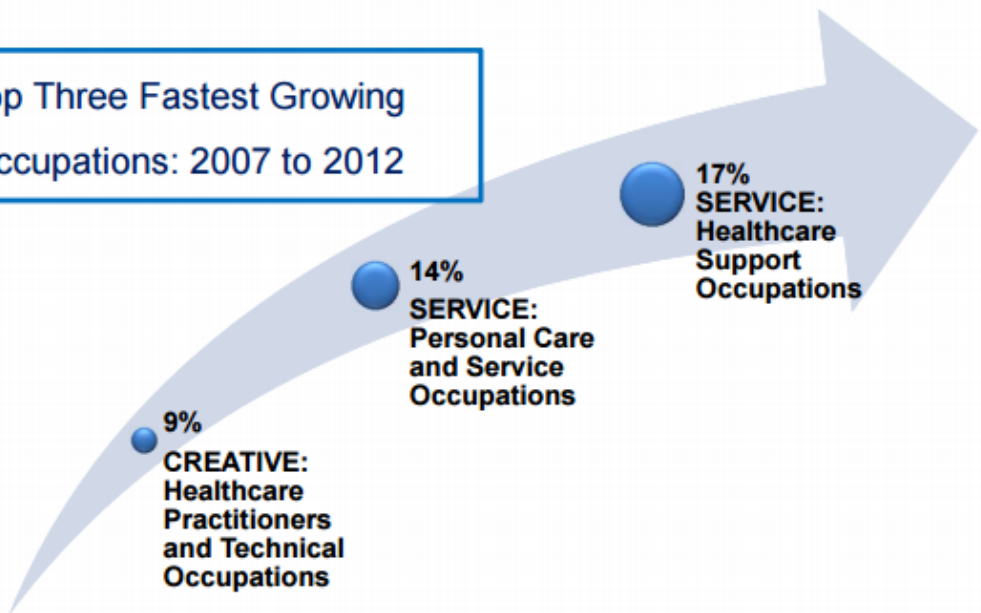 op Three Fastest Growing
ccupations: 2007 to 2012
17%
SERVICE:
Healthcare
Support
Occupations
14%
SERVICE:
Personal Care
and Service
Occupations
9%
CREATIVE:
Healthcare
Practitioners
and Technical
Occupations